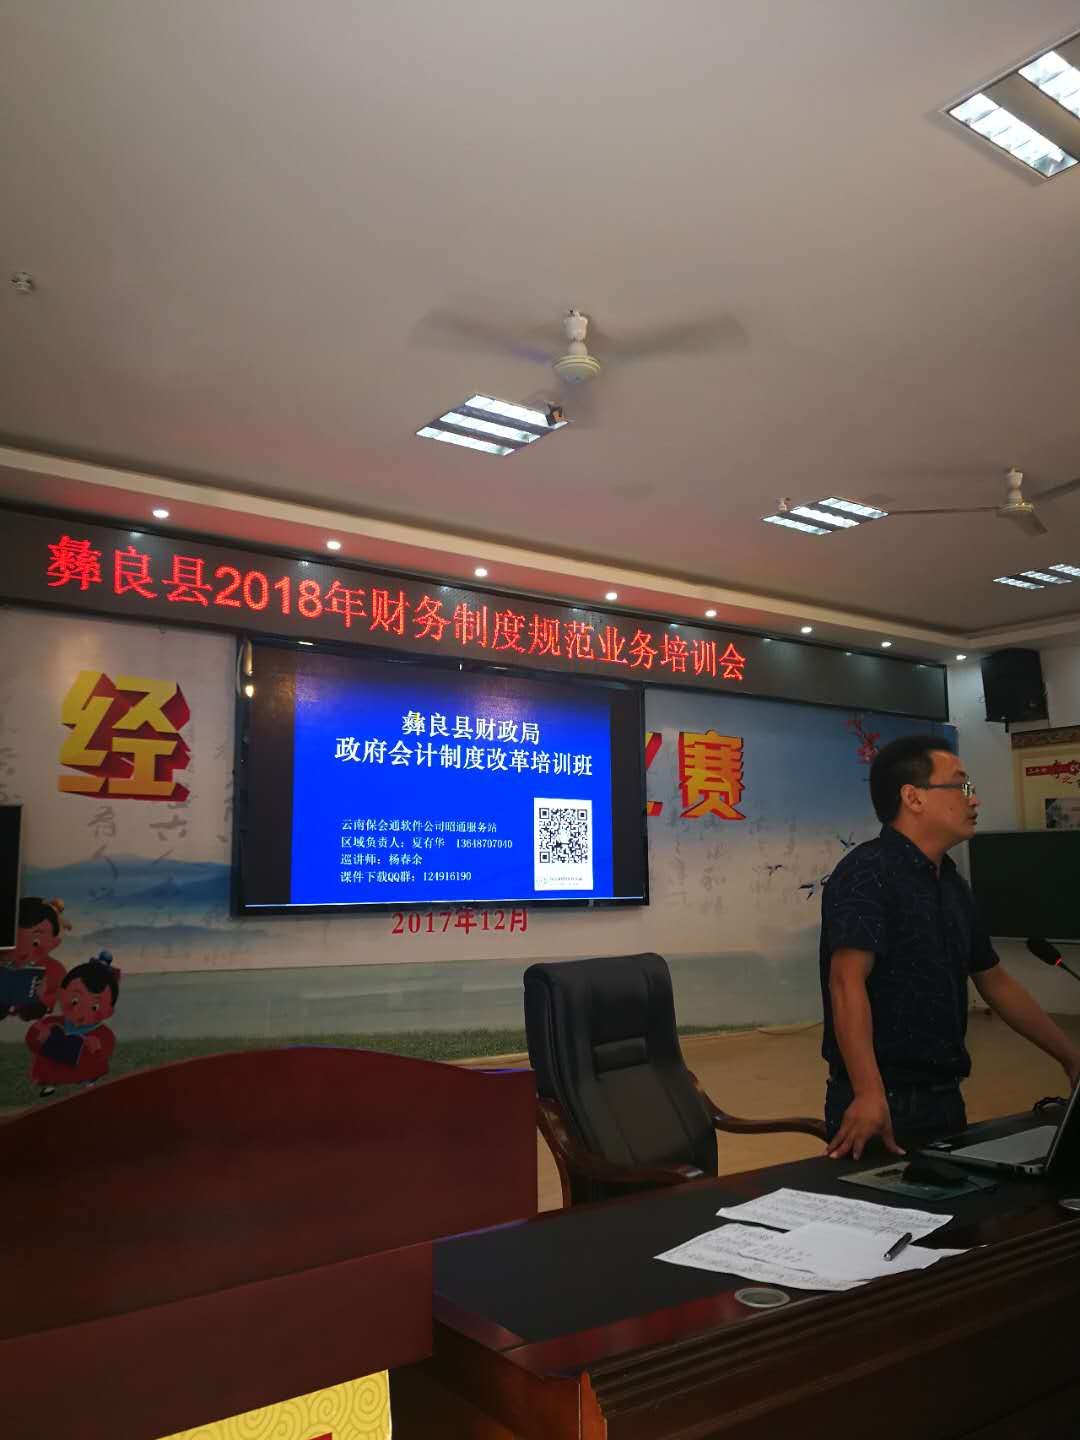 彝良县2018年财务制度规范业务培训会
经
赛
彝良县财政局
政府会计制度改革培训班
云南保会通软件公司昭通服务站
区域负责人：夏有华 13648707040
巡讲师：杨春余
课件下载QQ群：124916190
2017年12月